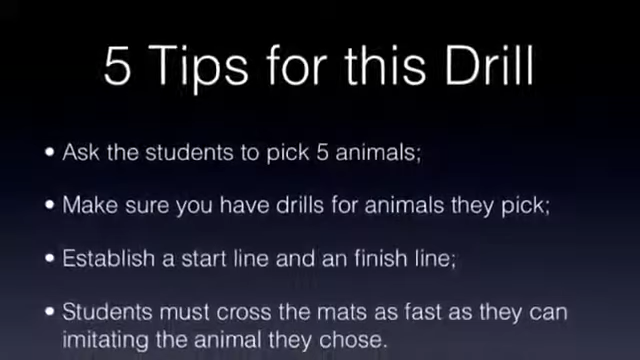 5 Tips for this Drill
• Ask the students to pick 5 animals;
• Make sure you have drills for animals they pick;
• Establish a start line and an finish line;
• Students must cross the mats as fast as they can
imitating the animal they chose.